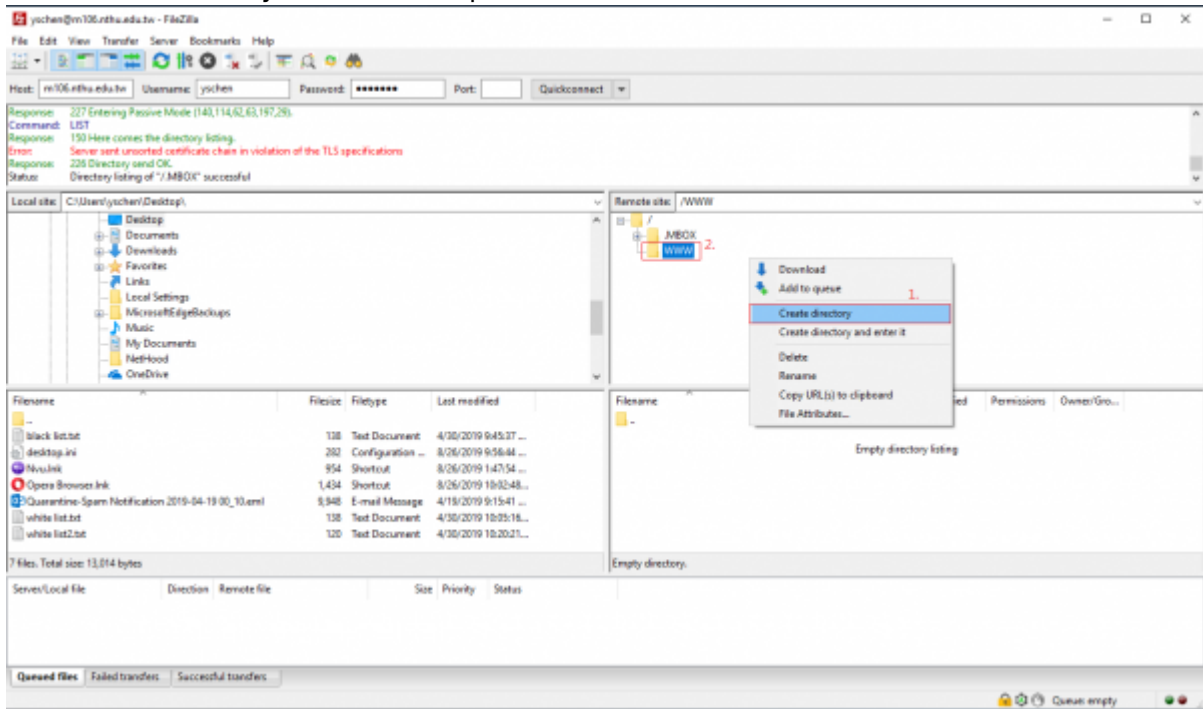 yschen@m106.nthu.edu.tw - FileZilla
File Edit View Transfer Server Bookmarks Help
Host: m106.nthu.edu.tw Username: yschen Password: ●●●●●●● Port: Quickconnect
Response: 227 Entering Passive Mode (140,114,62,63,197,29).
Command: LIST
Response: 150 Here comes the directory listing.
Error: Server sent unsorted certificate chain in violation of the TLS specifications
Response: 226 Directory send OK.
Status: Directory listing of "/.MBOX" successful
Local site: C:\Users\yschen\Desktop\
Desktop
Documents
Downloads
Favorites
Links
Local Settings
MicrosoftEdgeBackups
Music
My Documents
NetHood
OneDrive
Remote site: /WWW
/
.MBOX
WWW 2.
Download
Add to queue
1.
Create directory
Create directory and enter it
Delete
Rename
Copy URL(s) to clipboard
File Attributes...
Filename Filesize Filetype Last modified
..
black list.txt 138 Text Document 4/30/2019 9:45:37 ...
desktop.ini 282 Configuration ... 8/26/2019 9:56:44 ...
Nvu.lnk 954 Shortcut 8/26/2019 1:47:54 ...
Opera Browser.lnk 1,434 Shortcut 8/26/2019 10:02:48...
Quarantine-Spam Notification 2019-04-19 00_10.eml 9,948 E-mail Message 4/19/2019 9:15:41 ...
white list.txt 138 Text Document 4/30/2019 10:05:16...
white list2.txt 120 Text Document 4/30/2019 10:20:21...
7 files. Total size: 13,014 bytes
Filename ied Permissions Owner/Gro...
..
Empty directory listing
Empty directory.
Server/Local file Direction Remote file Size Priority Status
Queued files Failed transfers Successful transfers
Queue: empty